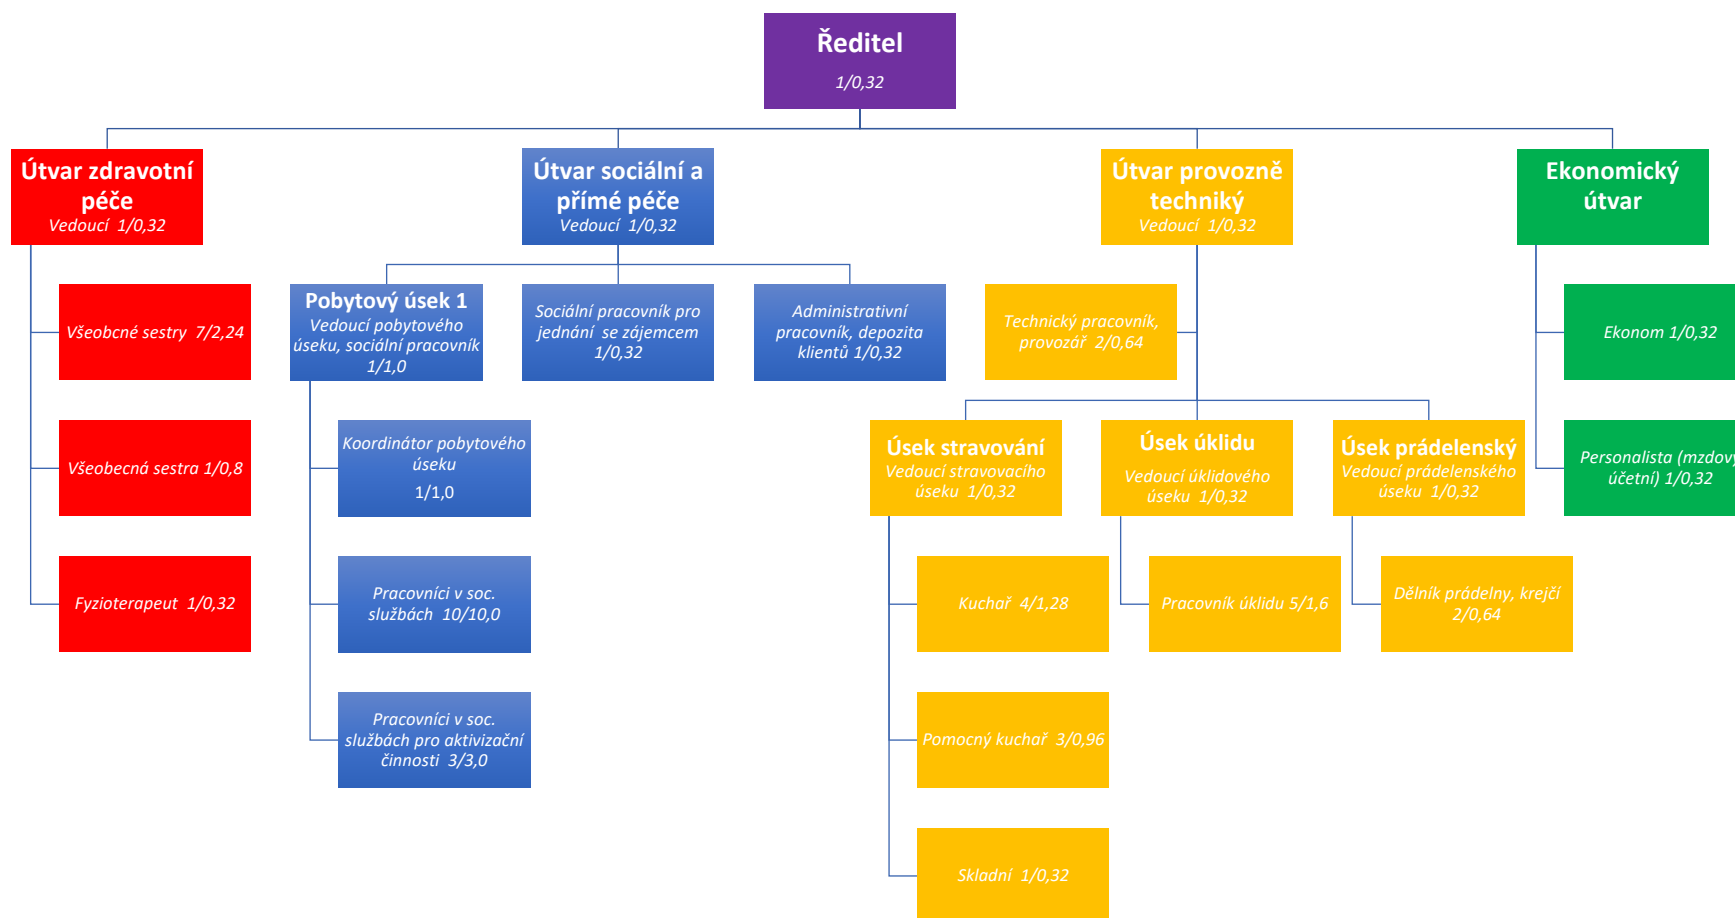 Ředitel
1/0,32
Útvar zdravotní
péče
Vedoucí 1/0,32
Všeobcné sestry 7/2,24
Všeobecná sestra 1/0,8
Fyzioterapeut 1/0,32
Útvar sociální a
přímé péče
Vedoucí 1/0,32
Pobytový úsek 1
Vedoucí pobytového
úseku, sociální pracovník
1/1,0
Koordinátor pobytového
úseku
1/1,0
Pracovníci v soc.
službách 10/10,0
Pracovníci v soc.
službách pro aktivizační
činnosti 3/3,0
Sociální pracovník pro
jednání se zájemcem
1/0,32
Administrativní
pracovník, depozita
klientů 1/0,32
Útvar provozně
techniký
Vedoucí 1/0,32
Technický pracovník,
provozář 2/0,64
Úsek stravování
Vedoucí stravovacího
úseku 1/0,32
Kuchař 4/1,28
Pomocný kuchař 3/0,96
Skladní 1/0,32
Úsek úklidu
Vedoucí úklidového
úseku 1/0,32
Pracovník úklidu 5/1,6
Úsek prádelenský
Vedoucí prádelenského
úseku 1/0,32
Dělník prádelny, krejčí
2/0,64
Ekonomický
útvar
Ekonom 1/0,32
Personalista (mzdový
účetní) 1/0,32